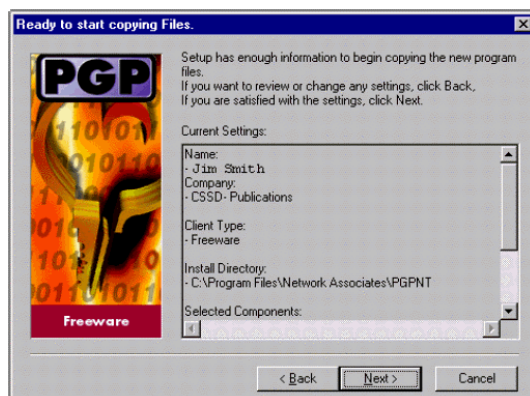 Ready to start copying Files.
PGP
Freeware
Setup has enough information to begin copying the new program
files.
If you want to review or change any settings, click Back,
If you are satisfied with the settings, click Next.
Current Settings:
Name:
- Jim Smith
Company:
- CSSD- Publications
Client Type:
- Freeware
Install Directory:
- C:\Program Files\Network Associates\PGPNT
Selected Components:
< Back
Next >
Cancel